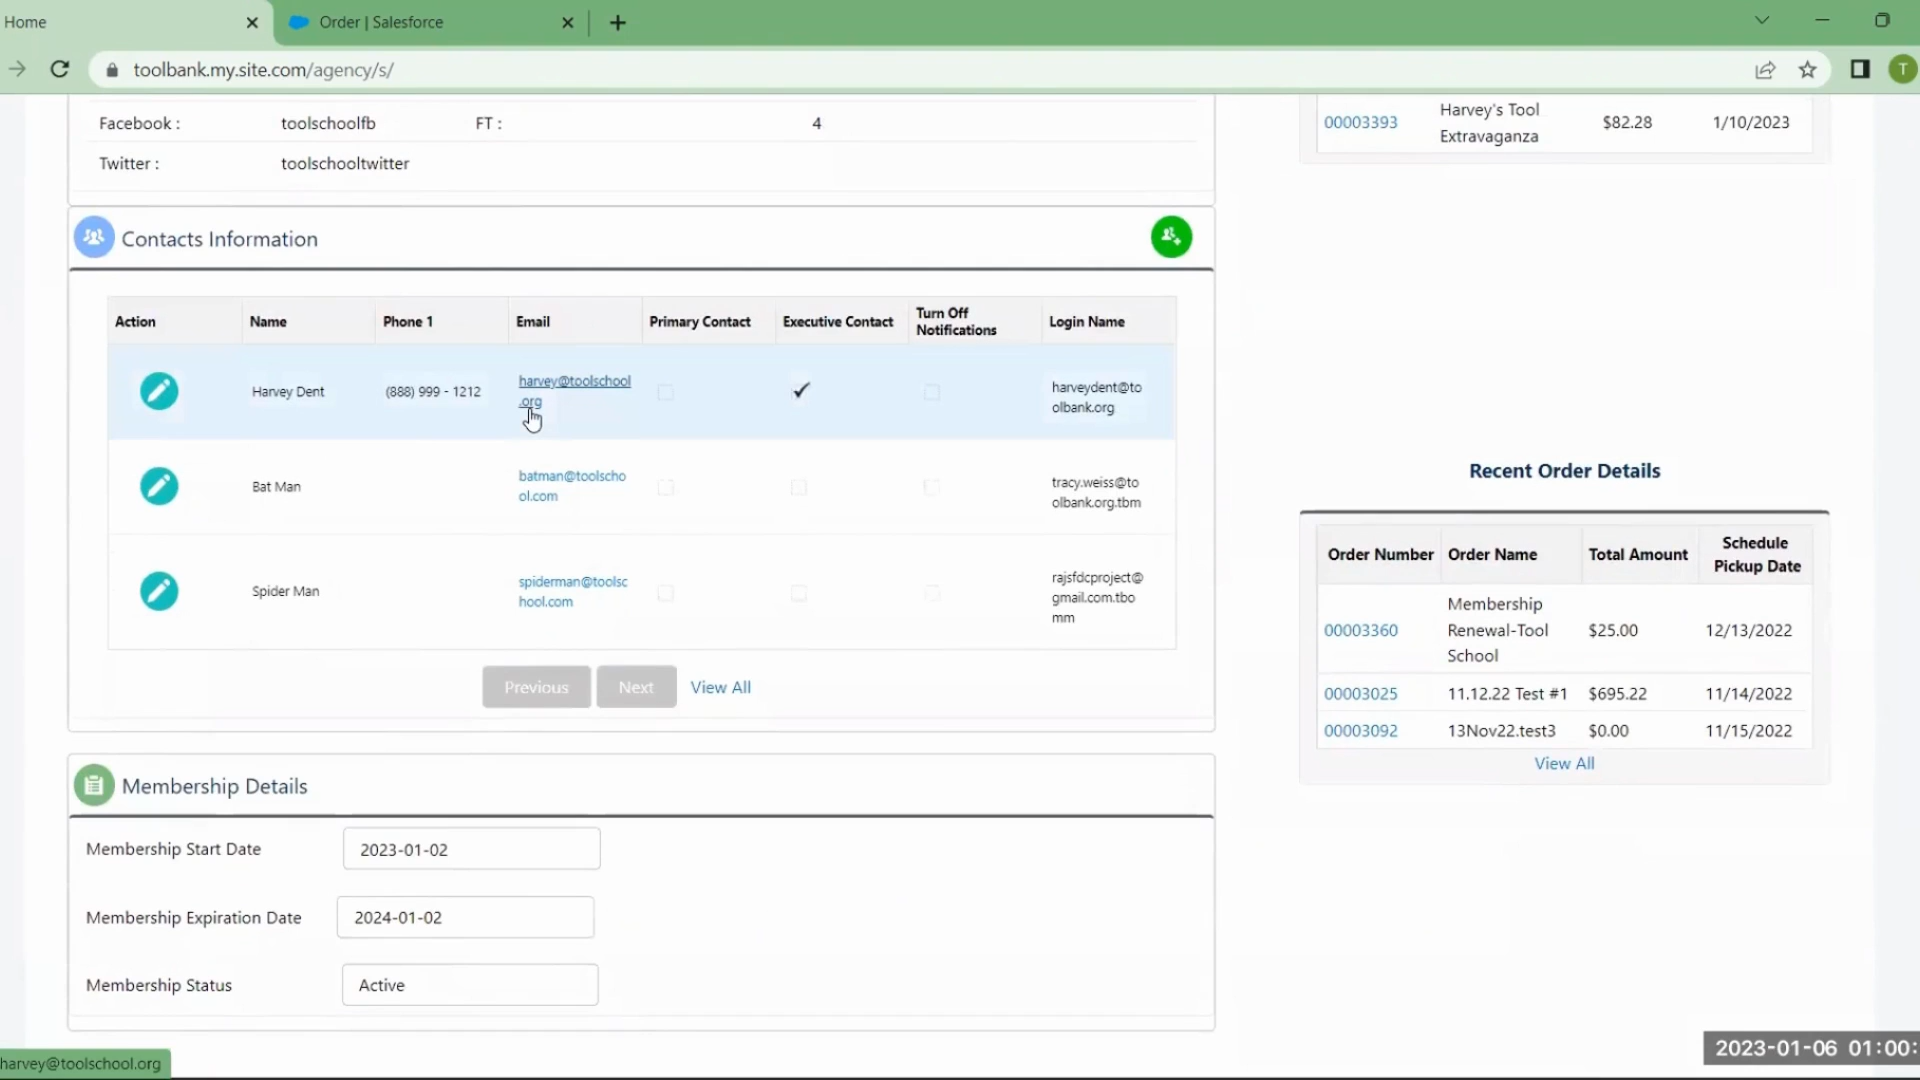 Home
Order | Salesforce
toolbank.my.site.com/agency/s/
T
Facebook : toolschoolfb FT : 4
Twitter : toolschooltwitter
00003393 Harvey's Tool Extravaganza $82.28 1/10/2023
Contacts Information
Action Name Phone 1 Email Primary Contact Executive Contact Turn Off Notifications Login Name
Harvey Dent (888) 999 - 1212 harvey@toolschool
.org
harveydent@to
olbank.org
Bat Man batman@toolscho
ol.com
tracy.weiss@to
olbank.org.tbm
Spider Man spiderman@toolsc
hool.com
rajsfdcproject@
gmail.com.tbo
mm
Previous Next View All
Recent Order Details
Order Number Order Name Total Amount Schedule Pickup Date
00003360 Membership Renewal-Tool School $25.00 12/13/2022
00003025 11.12.22 Test #1 $695.22 11/14/2022
00003092 13Nov22.test3 $0.00 11/15/2022
View All
Membership Details
Membership Start Date 2023-01-02
Membership Expiration Date 2024-01-02
Membership Status Active
harvey@toolschool.org
2023-01-06 01:00: